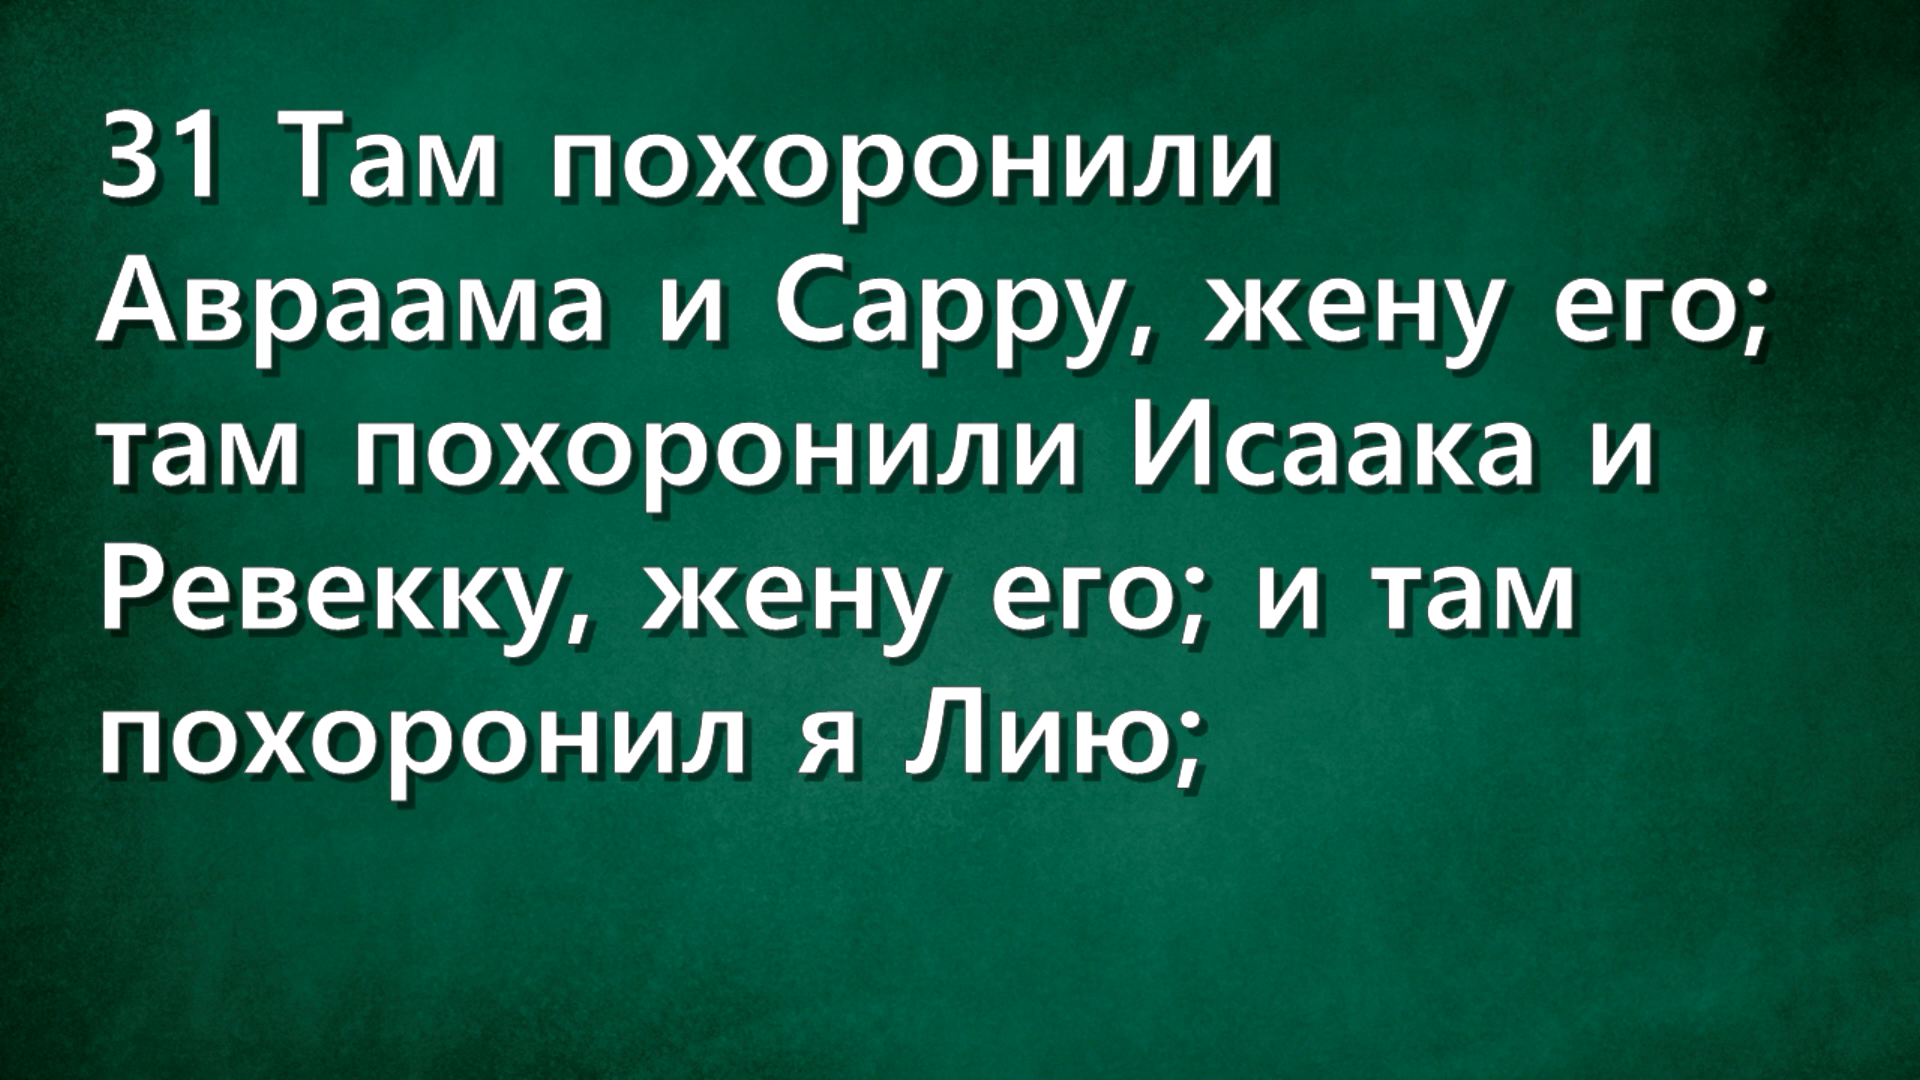 31 Там похоронили
Авраама и Сарру, жену его;
там похоронили Исаака и
Ревекку, жену его; и там
похоронил я Лию;